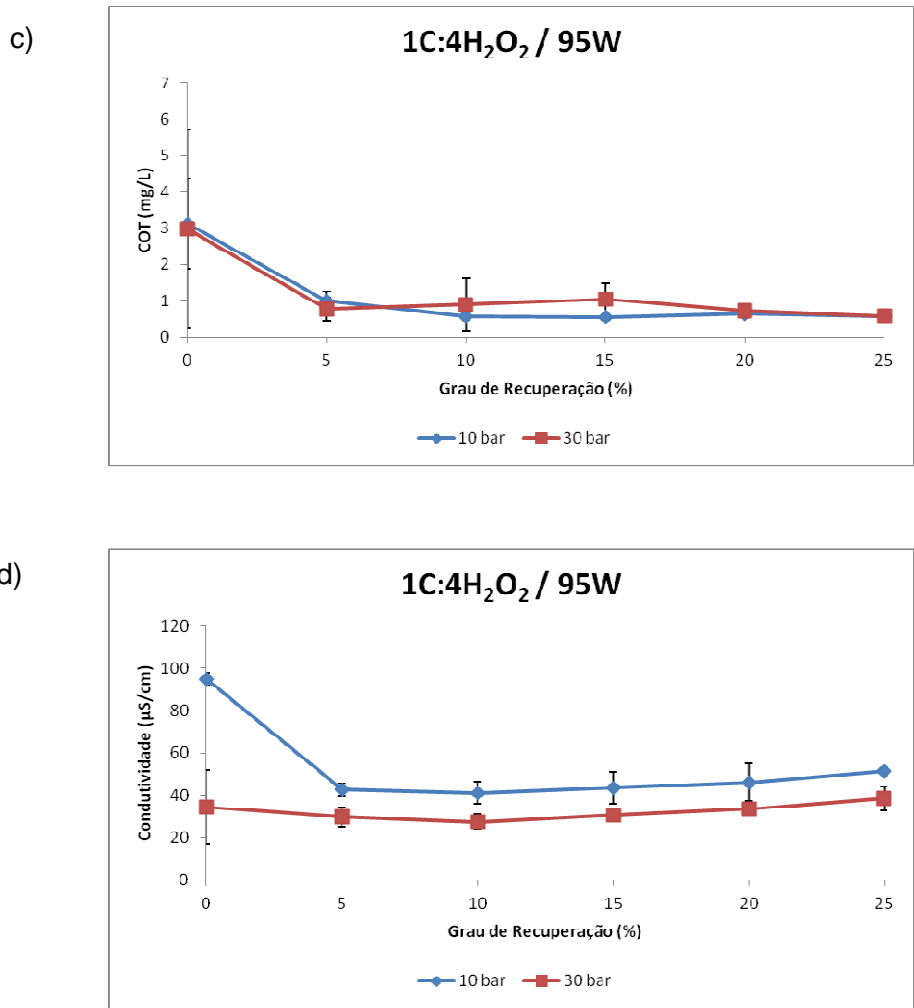 c)
1C:4H₂O₂ / 95W
COT (mg/L)
7
6
5
4
3
2
1
0
0 5 10 15 20 25
Grau de Recuperação (%)
10 bar 30 bar
d)
1C:4H₂O₂ / 95W
Condutividade (µS/cm)
120
100
80
60
40
20
0
0 5 10 15 20 25
Grau de Recuperação (%)
10 bar 30 bar